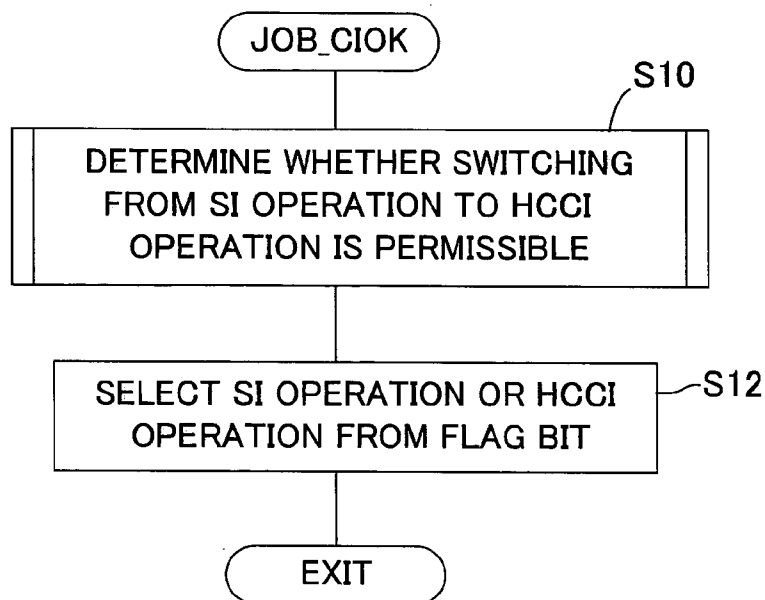 JOB_CIOK
S10
DETERMINE WHETHER SWITCHING
FROM SI OPERATION TO HCCI
OPERATION IS PERMISSIBLE
SELECT SI OPERATION OR HCCI
OPERATION FROM FLAG BIT
S12
EXIT